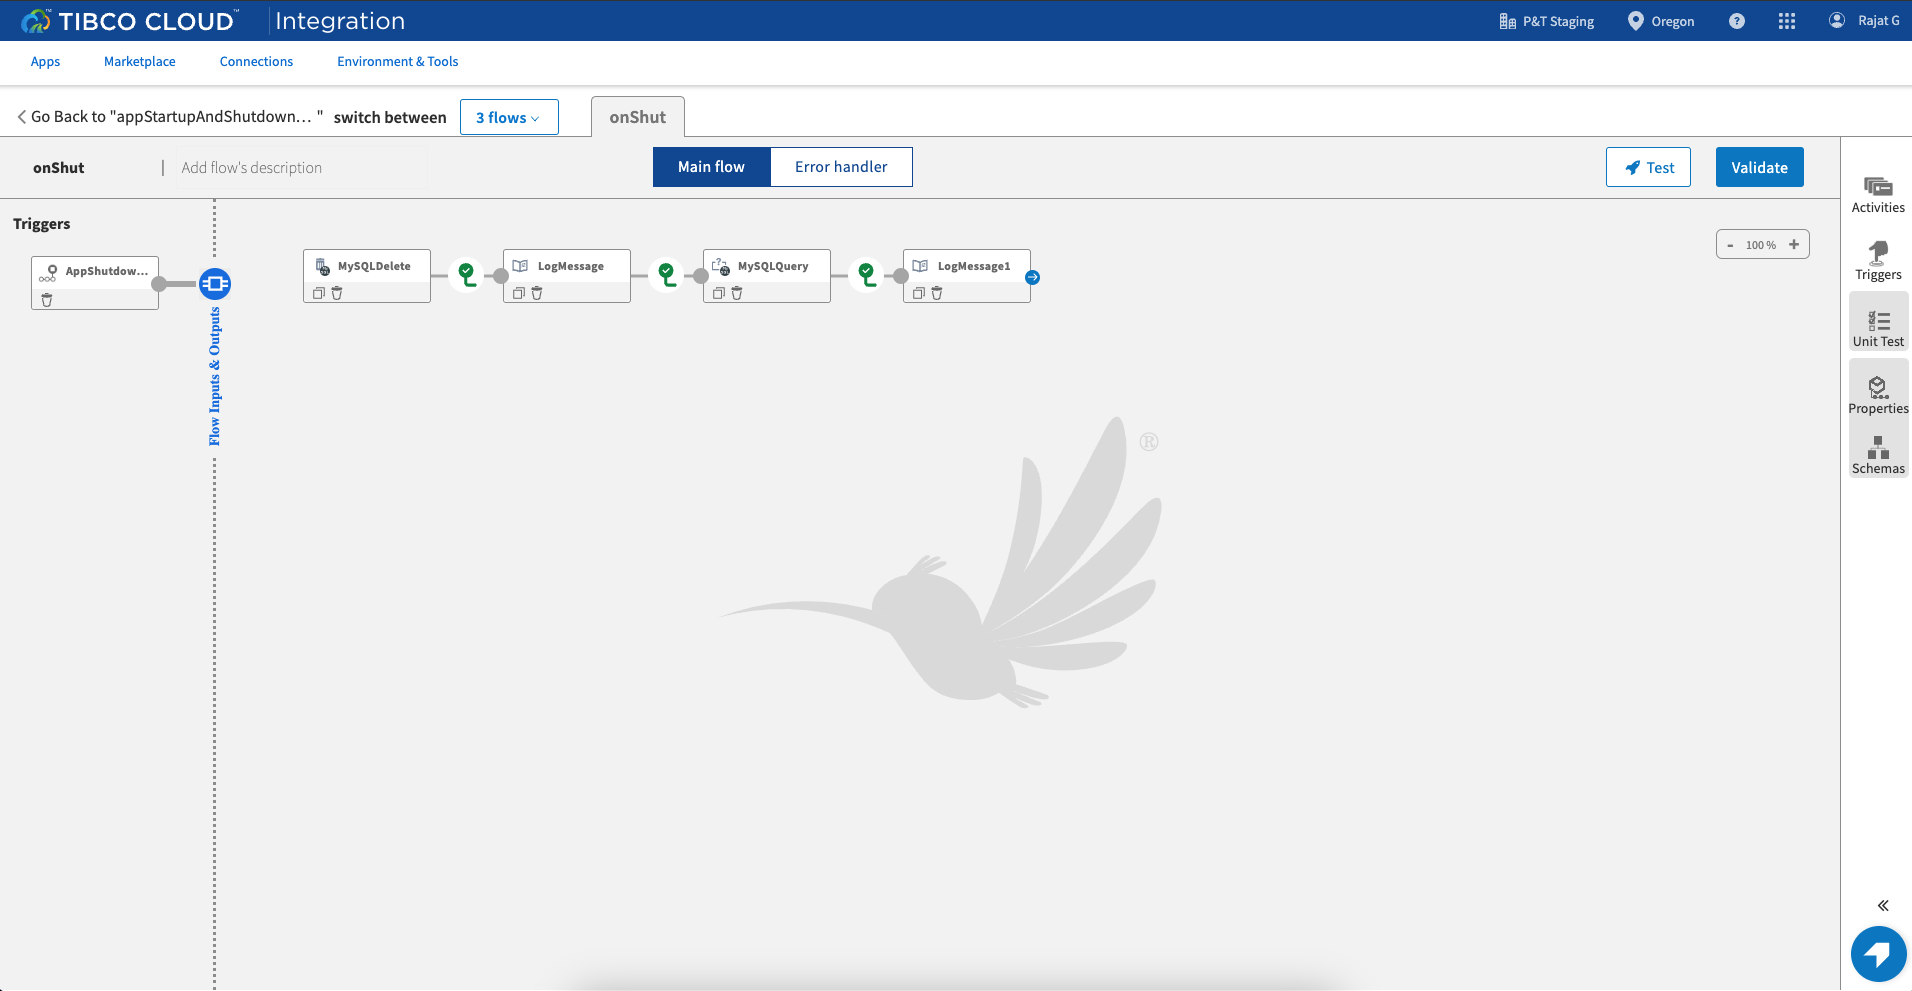 TIBCO CLOUD™ Integration
P&T Staging
Oregon
?
Rajat G
Apps
Marketplace
Connections
Environment & Tools
Go Back to "appStartupAndShutdown... "
switch between
3 flows
onShut
onShut
|
Add flow's description
Main flow
Error handler
Test
Validate
Triggers
AppShutdow...
Flow Inputs & Outputs
MySQLDelete
LogMessage
MySQLQuery
LogMessage1
- 100 % +
®
Activities
Triggers
Unit Test
Properties
Schemas